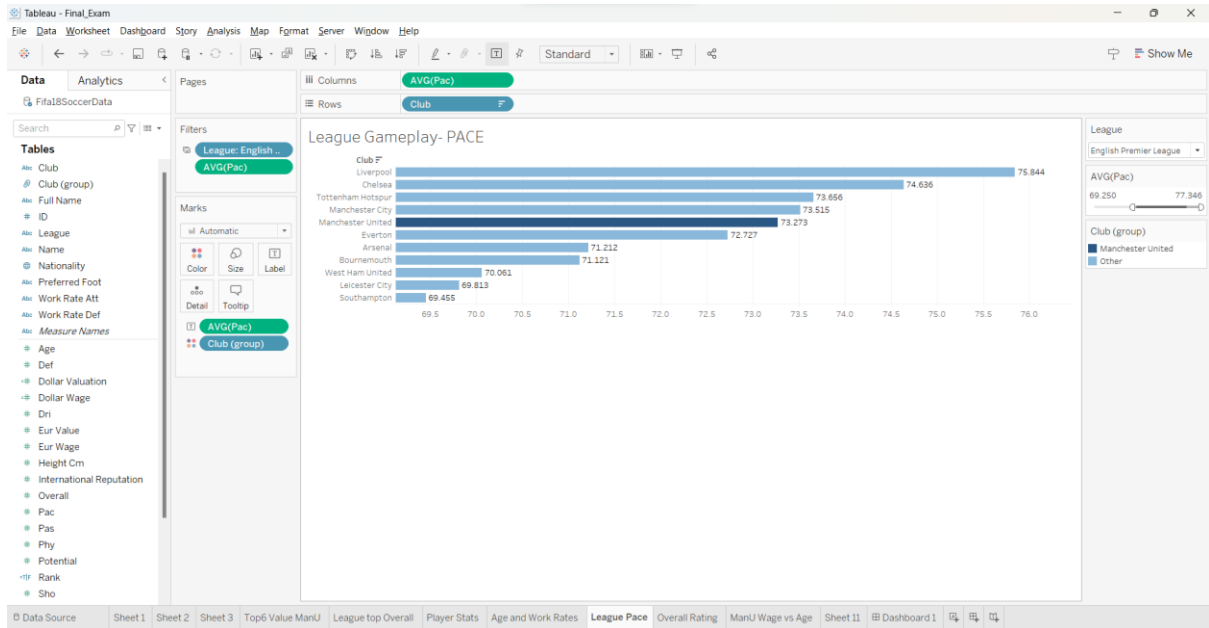 Tableau - Final_Exam
File Data Worksheet Dashboard Story Analysis Map Format Server Window Help
Standard
Show Me
Data Analytics
Fifa18SoccerData
Search
Tables
Abc Club
Club (group)
Abc Full Name
# ID
Abc League
Abc Name
Nationality
Abc Preferred Foot
Abc Work Rate Att
Abc Work Rate Def
Abc Measure Names
# Age
# Def
# Dollar Valuation
# Dollar Wage
# Dri
# Eur Value
# Eur Wage
# Height Cm
# International Reputation
# Overall
# Pac
# Pas
# Phy
# Potential
Rank
# Sho
Pages
Filters
League: English ..
AVG(Pac)
Marks
Automatic
Color Size Label
Detail Tooltip
AVG(Pac)
Club (group)
Columns AVG(Pac)
Rows Club
League Gameplay- PACE
Club
Liverpool 75.844
Chelsea 74.636
Tottenham Hotspur 73.656
Manchester City 73.515
Manchester United 73.273
Everton 72.727
Arsenal 71.212
Bournemouth 71.121
West Ham United 70.061
Leicester City 69.813
Southampton 69.455
69.5 70.0 70.5 71.0 71.5 72.0 72.5 73.0 73.5 74.0 74.5 75.0 75.5 76.0
League
English Premier League
AVG(Pac)
69.250 77.346
Club (group)
Manchester United
Other
Data Source Sheet 1 Sheet 2 Sheet 3 Top6 Value ManU League top Overall Player Stats Age and Work Rates League Pace Overall Rating ManU Wage vs Age Sheet 11 Dashboard 1